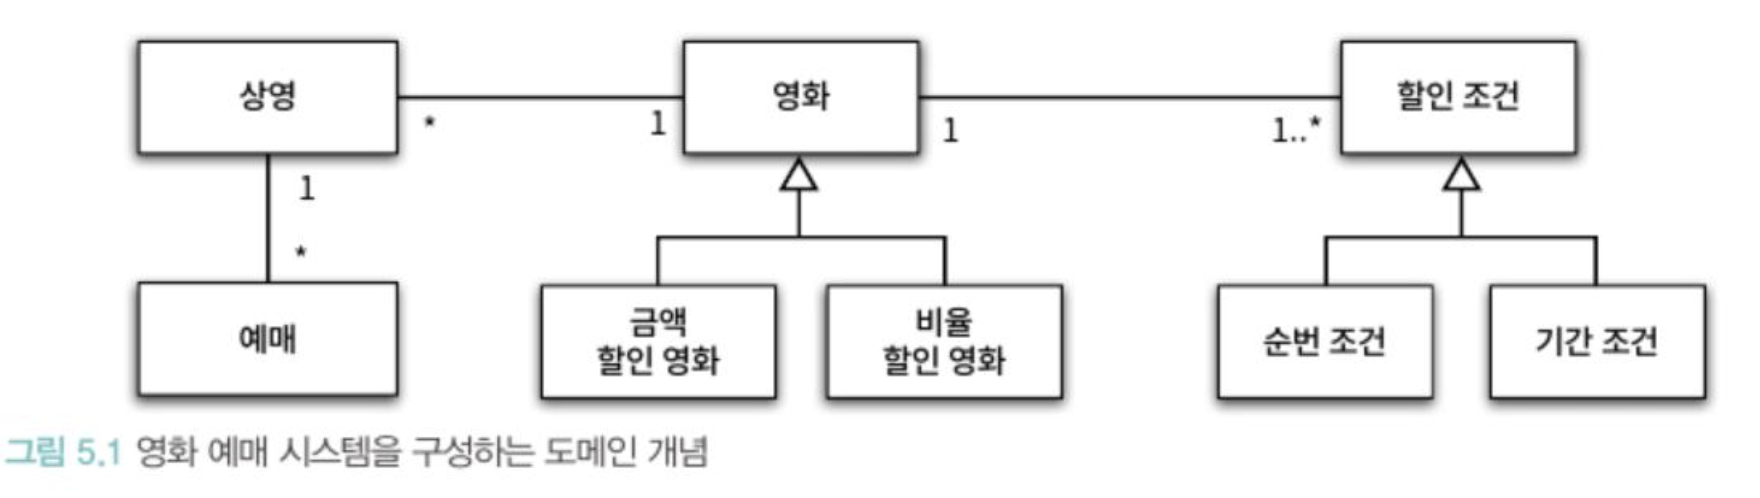 상영
영화
할인 조건
*
1
1
1..*
1
*
예매
금액
할인 영화
비율
할인 영화
순번 조건
기간 조건
그림 5.1 영화 예매 시스템을 구성하는 도메인 개념